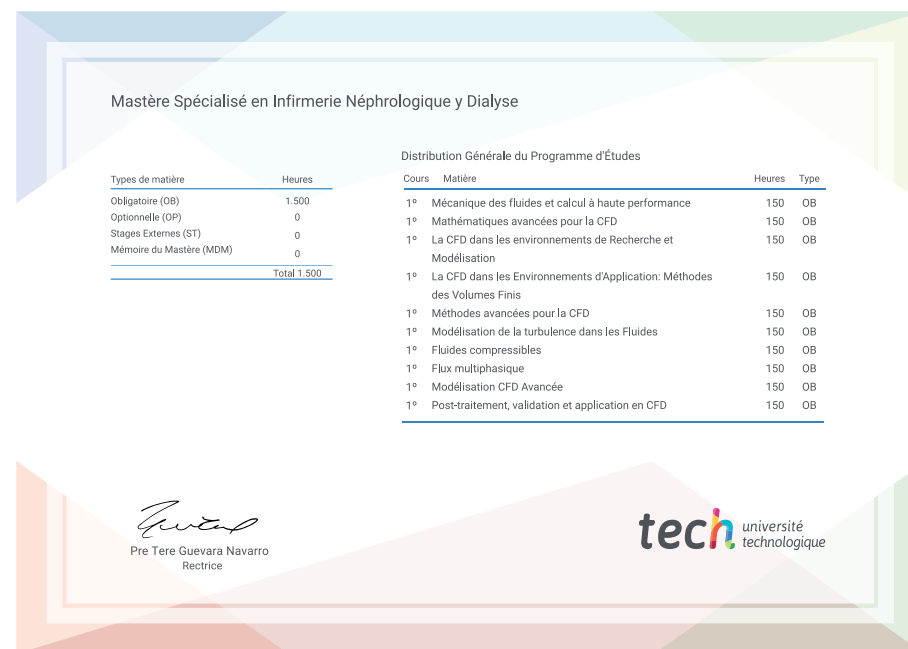 Mastère Spécialisé en Infirmerie Néphrologique y Dialyse
Types de matière Heures
Obligatoire (OB) 1.500
Optionnelle (OP) 0
Stages Externes (ST) 0
Mémoire du Mastère (MDM) 0
Total 1.500
Distribution Générale du Programme d'Études
Cours Matière Heures Type
1º Mécanique des fluides et calcul à haute performance 150 OB
1º Mathématiques avancées pour la CFD 150 OB
1º La CFD dans les environnements de Recherche et 150 OB
Modélisation
1º La CFD dans les Environnements d'Application: Méthodes 150 OB
des Volumes Finis
1º Méthodes avancées pour la CFD 150 OB
1º Modélisation de la turbulence dans les Fluides 150 OB
1º Fluides compressibles 150 OB
1º Flux multiphasique 150 OB
1º Modélisation CFD Avancée 150 OB
1º Post-traitement, validation et application en CFD 150 OB
Pre Tere Guevara Navarro
Rectrice
tech université
technologique